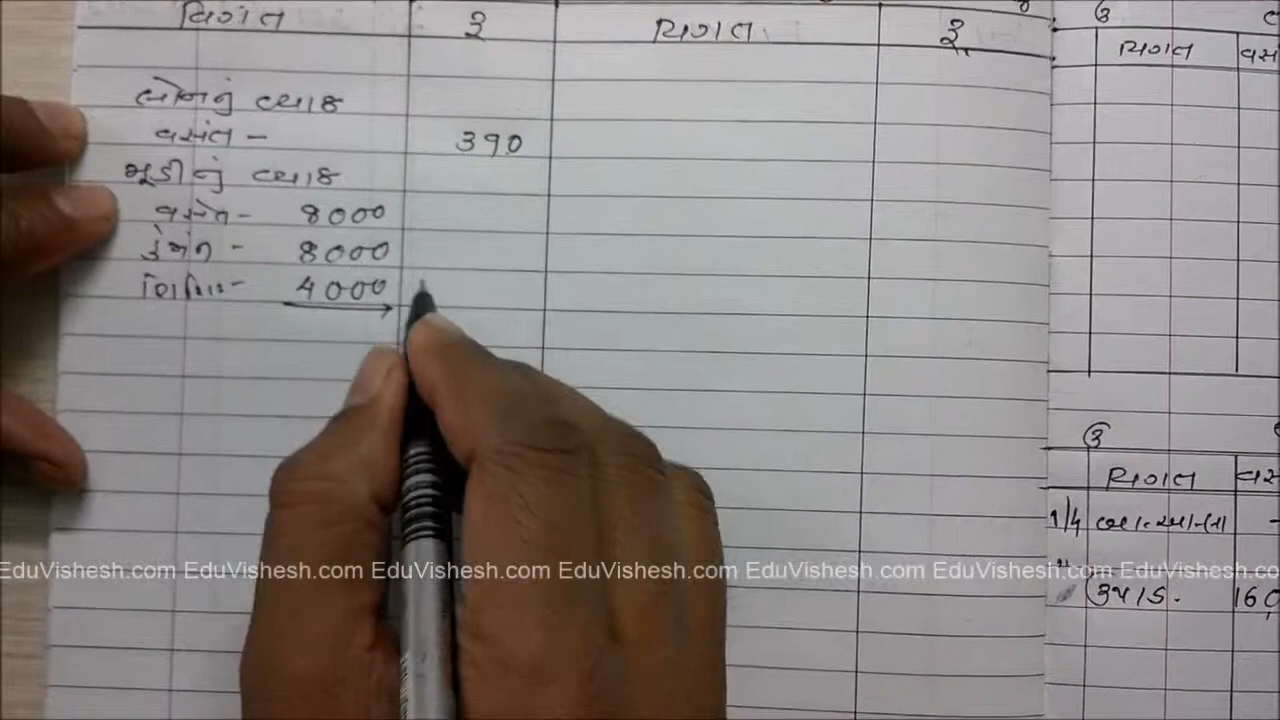 વિગત રૂ વિગત રૂ.
લોનનું વ્યાજ
વસંત - 390
મૂડીનું વ્યાજ
વસંત - 8000
હેમંત - 8000
શિશિર - 4000
વિગત
③
વિગત
1/4
ઉપાડ.
EduVishesh.com EduVishesh.com EduVishesh.com EduVishesh.com EduVishesh.com EduVishesh.com EduVishesh.com